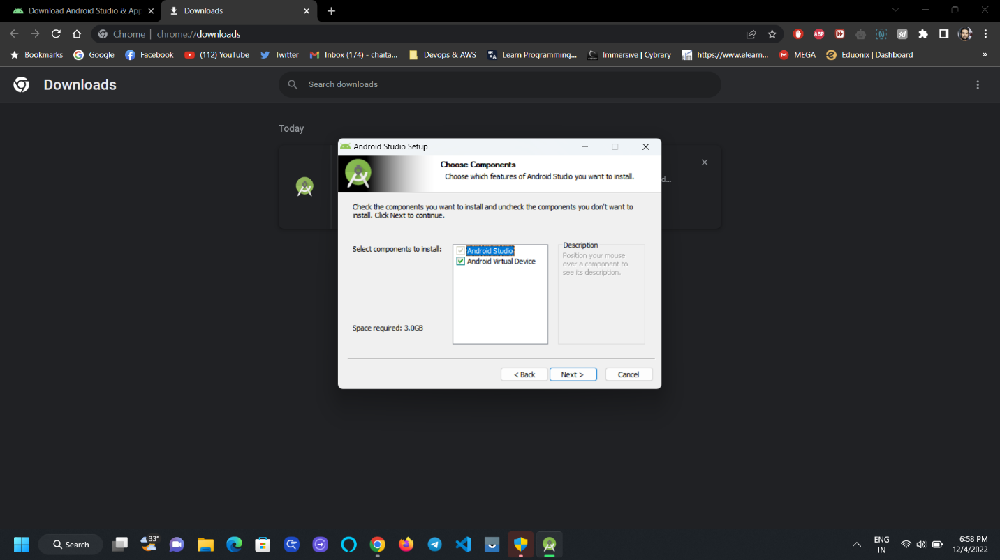 Download Android Studio & App
Downloads
Chrome | chrome://downloads
ABP
N
sd
Bookmarks
Google
Facebook
(112) YouTube
Twitter
Inbox (174) - chaita...
Devops & AWS
Learn Programming...
Immersive | Cybrary
elm
https://www.elearn...
M
MEGA
Eduonix | Dashboard
»
Downloads
Search downloads
Today
d...
Android Studio Setup
Choose Components
Choose which features of Android Studio you want to install.
Check the components you want to install and uncheck the components you don't want to
install. Click Next to continue.
Select components to install:
Android Studio
Android Virtual Device
Description
Position your mouse
over a component to
see its description.
Space required: 3.0GB
< Back
Next >
Cancel
Search
33°
ENG
IN
6:58 PM
12/4/2022